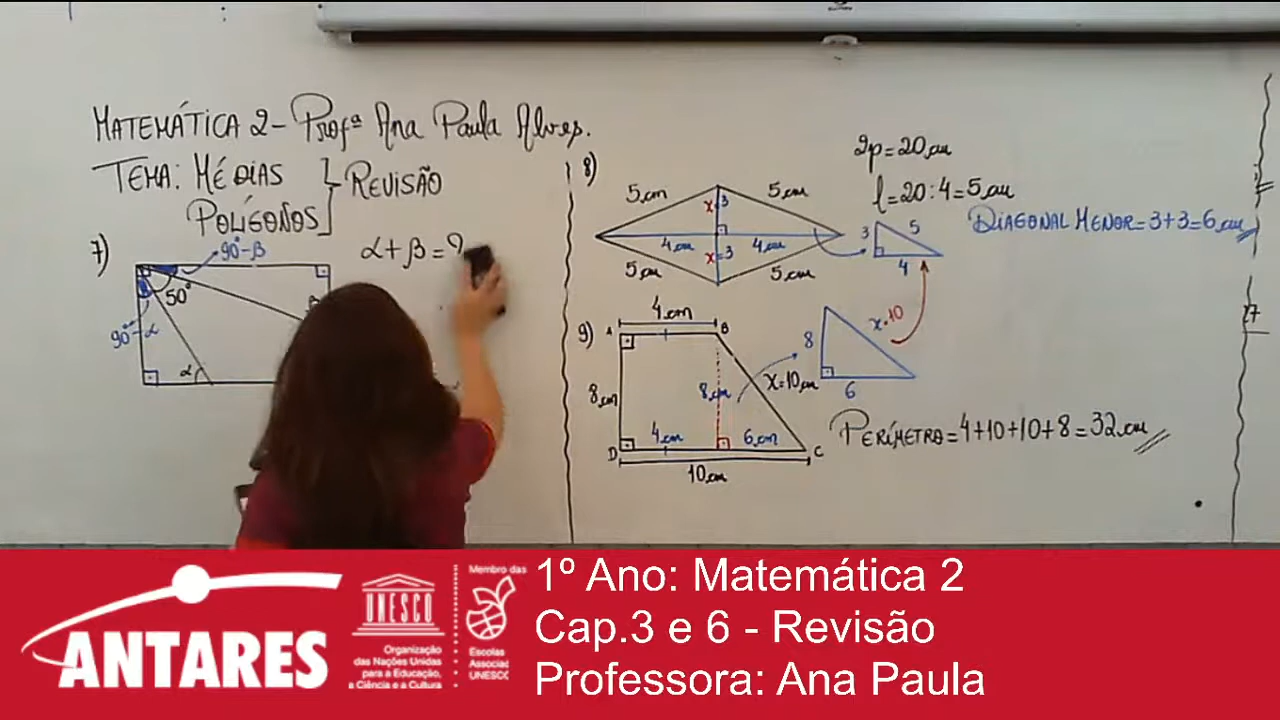 MATEMÁTICA 2 - Profª Ana Paula Alves.
TEMA: MÉDIAS
POLÍGONOS
REVISÃO
7)
90°-β
α+β=?
50°
90°-α
α
8)
5cm
5cm
x
3
4cm
4cm
x
=3
5cm
5cm
2p=20cm
l=20:4=5cm
3
5
4
DIAGONAL MENOR=3+3=6cm
9)
4cm
A
B
8cm
8cm
x=10cm
4cm
6cm
D
C
10cm
8
x=10
6
PERÍMETRO=4+10+10+8=32cm
ANTARES
UNESCO
Organização
das Nações Unidas
para a Educação,
a Ciência e a Cultura
Membro das
Escolas
Associad
UNESCO
1º Ano: Matemática 2
Cap.3 e 6 - Revisão
Professora: Ana Paula